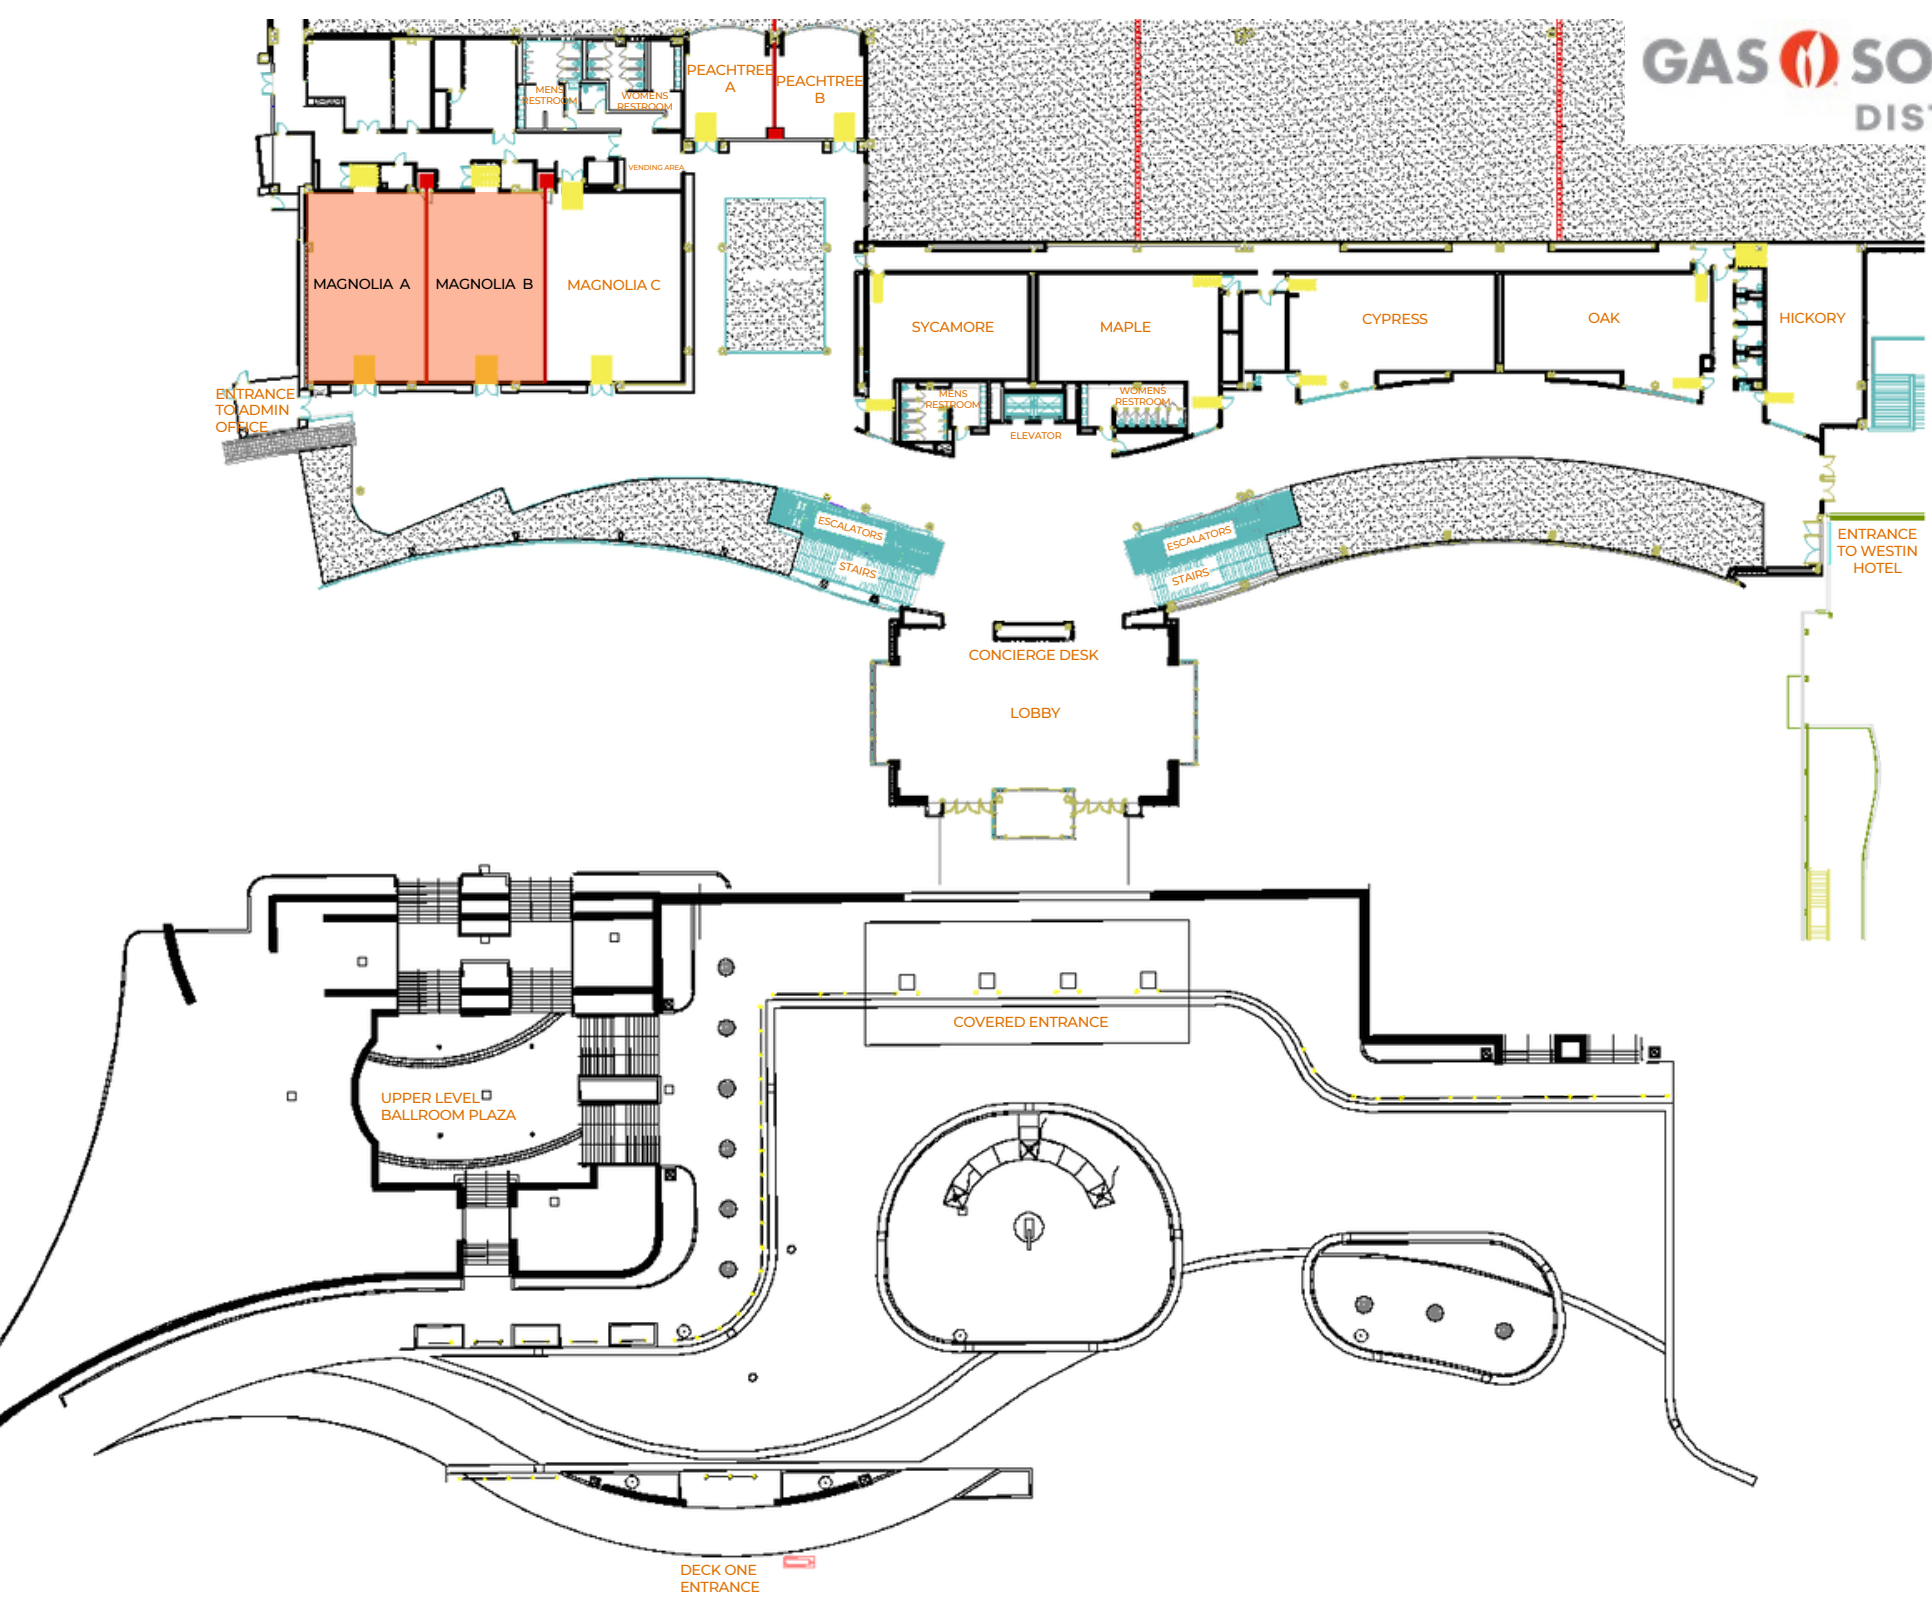 GAS SO
DIS
PEACHTREE
A
PEACHTREE
B
MENS
RESTROOM
WOMENS
RESTROOM
VENDING AREA
MAGNOLIA A
MAGNOLIA B
MAGNOLIA C
SYCAMORE
MAPLE
CYPRESS
OAK
HICKORY
ENTRANCE
TO ADMIN
OFFICE
MENS
RESTROOM
WOMENS
RESTROOM
ELEVATOR
ESCALATORS
STAIRS
ESCALATORS
STAIRS
ENTRANCE
TO WESTIN
HOTEL
CONCIERGE DESK
LOBBY
COVERED ENTRANCE
UPPER LEVEL
BALLROOM PLAZA
DECK ONE
ENTRANCE